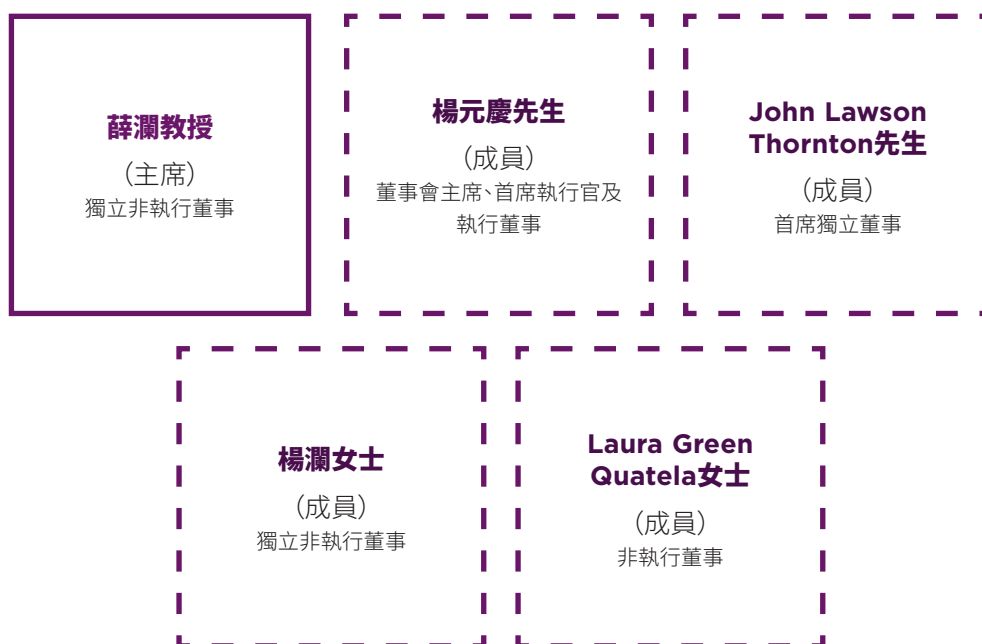 薛瀾教授
（主席）
獨立非執行董事
楊元慶先生
（成員）
董事會主席、首席執行官及
執行董事
John Lawson
Thornton先生
（成員）
首席獨立董事
楊瀾女士
（成員）
獨立非執行董事
Laura Green
Quatela女士
（成員）
非執行董事